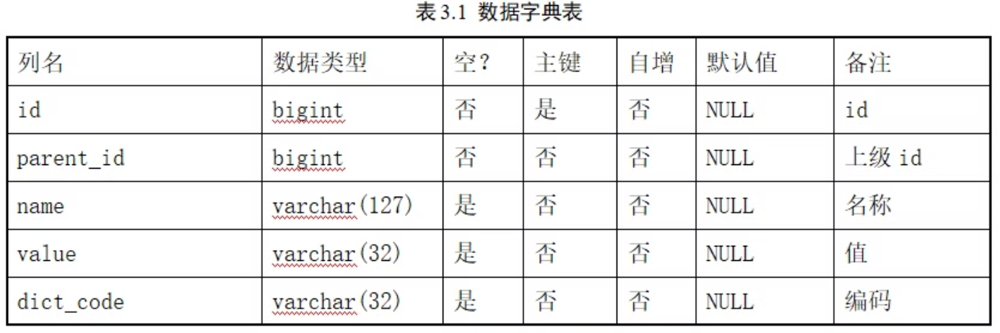 表 3.1 数据字典表
列名 数据类型 空？ 主键 自增 默认值 备注
id bigint 否 是 否 NULL id
parent_id bigint 否 否 否 NULL 上级 id
name varchar(127) 是 否 否 NULL 名称
value varchar(32) 是 否 否 NULL 值
dict_code varchar(32) 是 否 否 NULL 编码